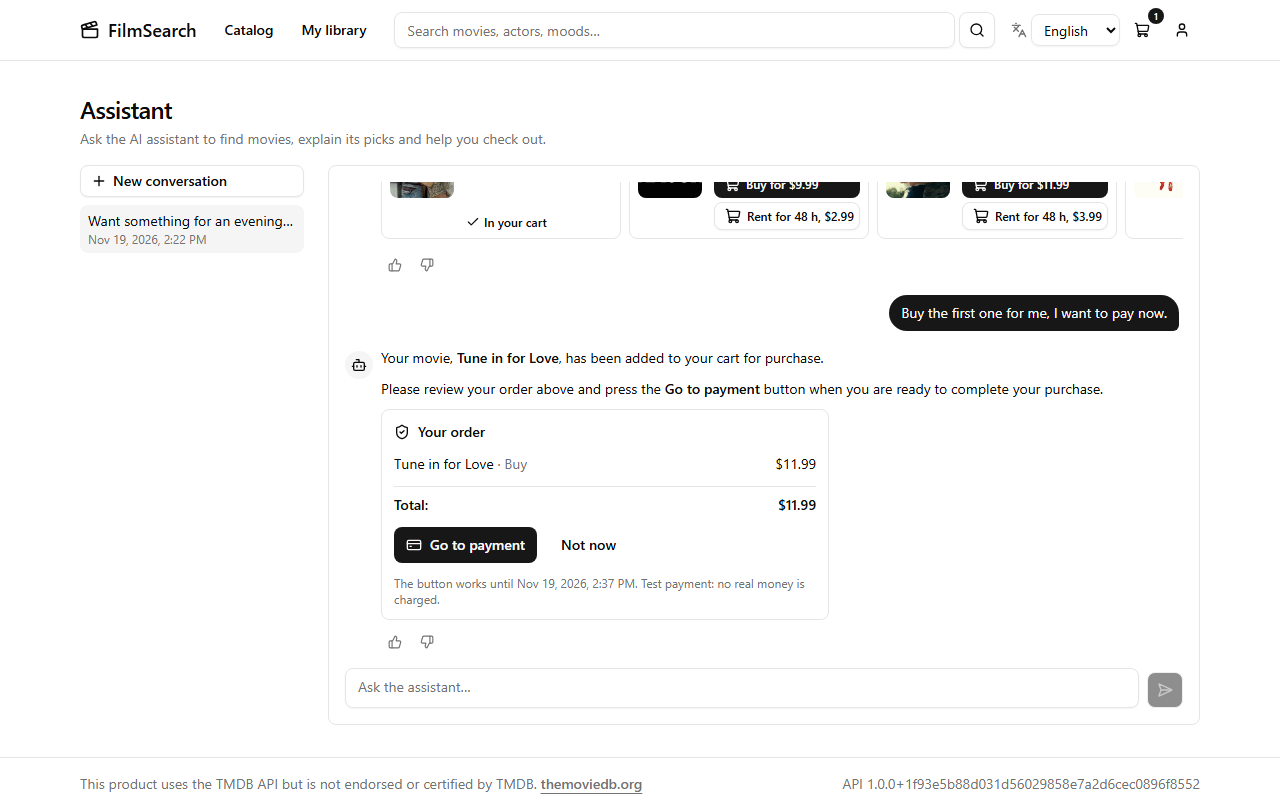 FilmSearch
Catalog
My library
Search movies, actors, moods...
English
1
Assistant
Ask the AI assistant to find movies, explain its picks and help you check out.
New conversation
Want something for an evening...
Nov 19, 2026, 2:22 PM
In your cart
Buy for $9.99
Rent for 48 h, $2.99
Buy for $11.99
Rent for 48 h, $3.99
Buy the first one for me, I want to pay now.
Your movie, Tune in for Love, has been added to your cart for purchase.
Please review your order above and press the Go to payment button when you are ready to complete your purchase.
Your order
Tune in for Love · Buy $11.99
Total: $11.99
Go to payment
Not now
The button works until Nov 19, 2026, 2:37 PM. Test payment: no real money is
charged.
Ask the assistant...
This product uses the TMDB API but is not endorsed or certified by TMDB. themoviedb.org
API 1.0.0+1f93e5b88d031d56029858e7a2d6cec0896f8552